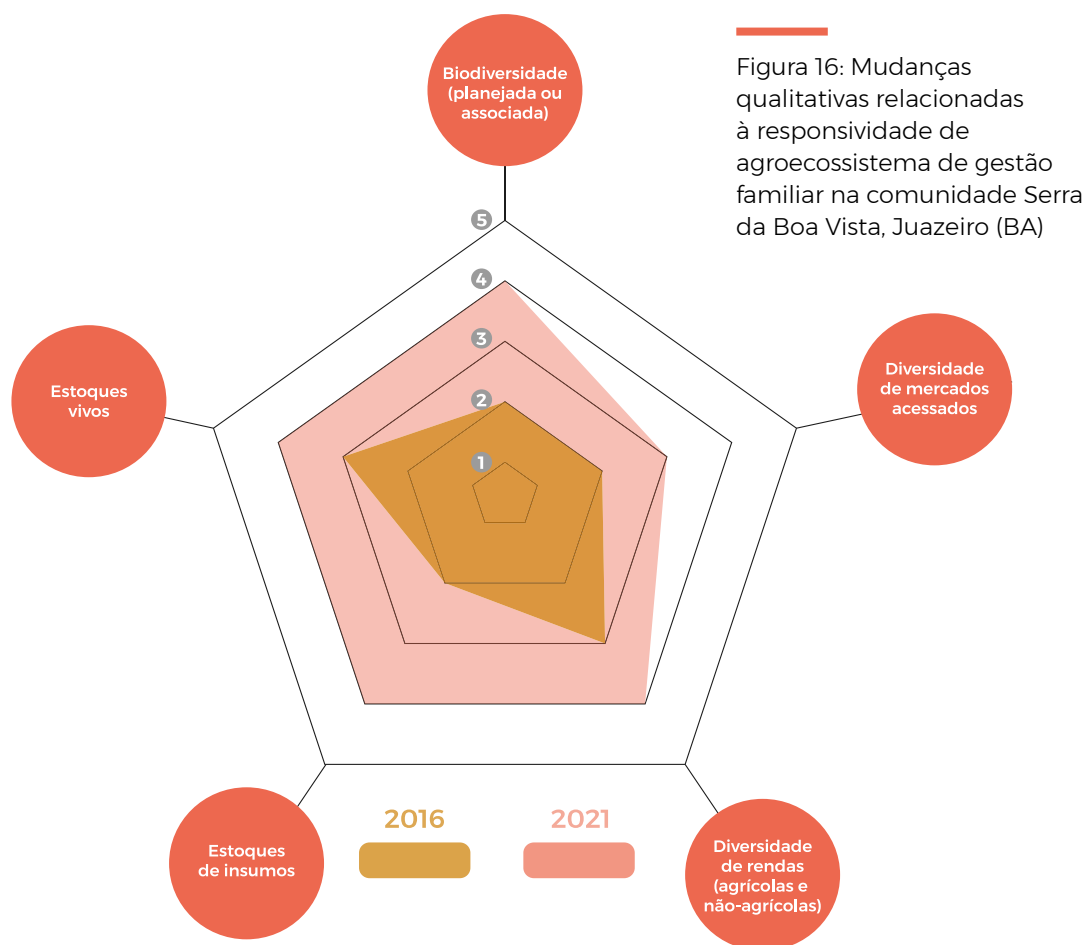 Biodiversidade
(planejada ou
associada)
Figura 16: Mudanças
qualitativas relacionadas
à responsividade de
agroecossistema de gestão
familiar na comunidade Serra
da Boa Vista, Juazeiro (BA)
5
4
3
2
1
Estoques
vivos
Diversidade
de mercados
acessados
Estoques
de insumos
2016
2021
Diversidade
de rendas
(agrícolas e
não-agrícolas)